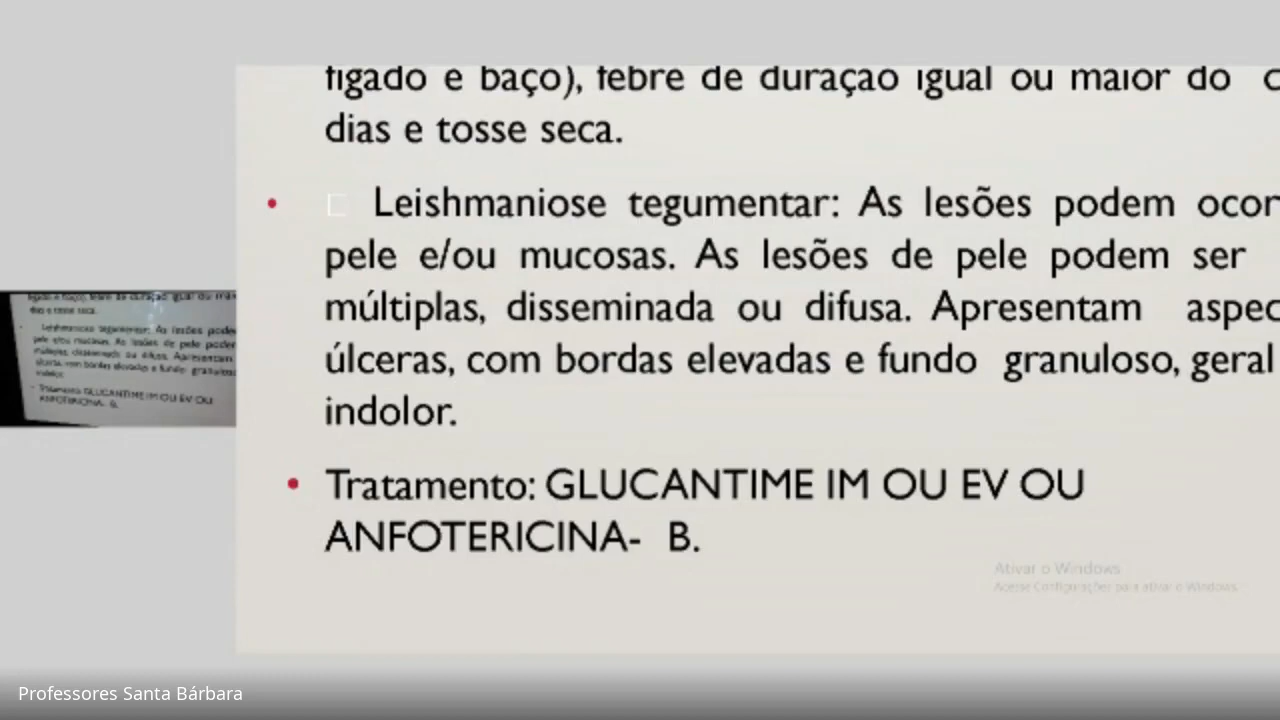 fígado e baço), febre de duração igual ou maior do
dias e tosse seca.
• Leishmaniose tegumentar: As lesões podem ocor
pele e/ou mucosas. As lesões de pele podem ser
múltiplas, disseminada ou difusa. Apresentam aspec
úlceras, com bordas elevadas e fundo granuloso, geral
indolor.
• Tratamento: GLUCANTIME IM OU EV OU
ANFOTERICINA- B.
Ativar o Windows
Acesse Configurações para ativar o Windows.
Professores Santa Bárbara